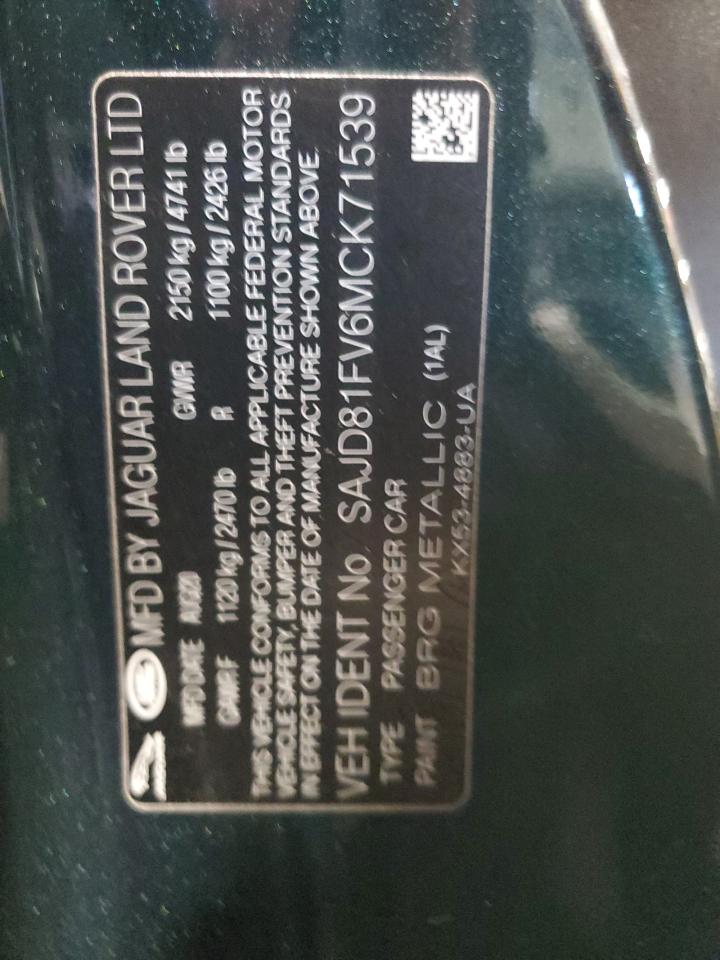 MFD BY JAGUAR LAND ROVER LTD
MFD DATE AUG20 GVWR 2150 kg / 4741 lb
GAWR F 1120 kg / 2470 lb R 1100 kg / 2426 lb
THIS VEHICLE CONFORMS TO ALL APPLICABLE FEDERAL MOTOR
VEHICLE SAFETY, BUMPER AND THEFT PREVENTION STANDARDS
IN EFFECT ON THE DATE OF MANUFACTURE SHOWN ABOVE.
VEH IDENT No SAJD81FV6MCK71539
TYPE PASSENGER CAR
PAINT BRG METALLIC (1AL)
KX53-4883-UA